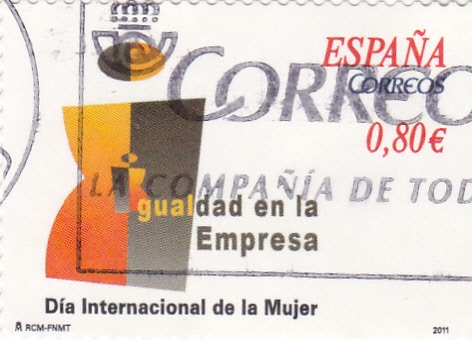 ESPAÑA
CORREOS
CORREO
0,80€
LA COMPAÑÍA DE TOD
igualdad en la
Empresa
Día Internacional de la Mujer
RCM-FNMT
2011